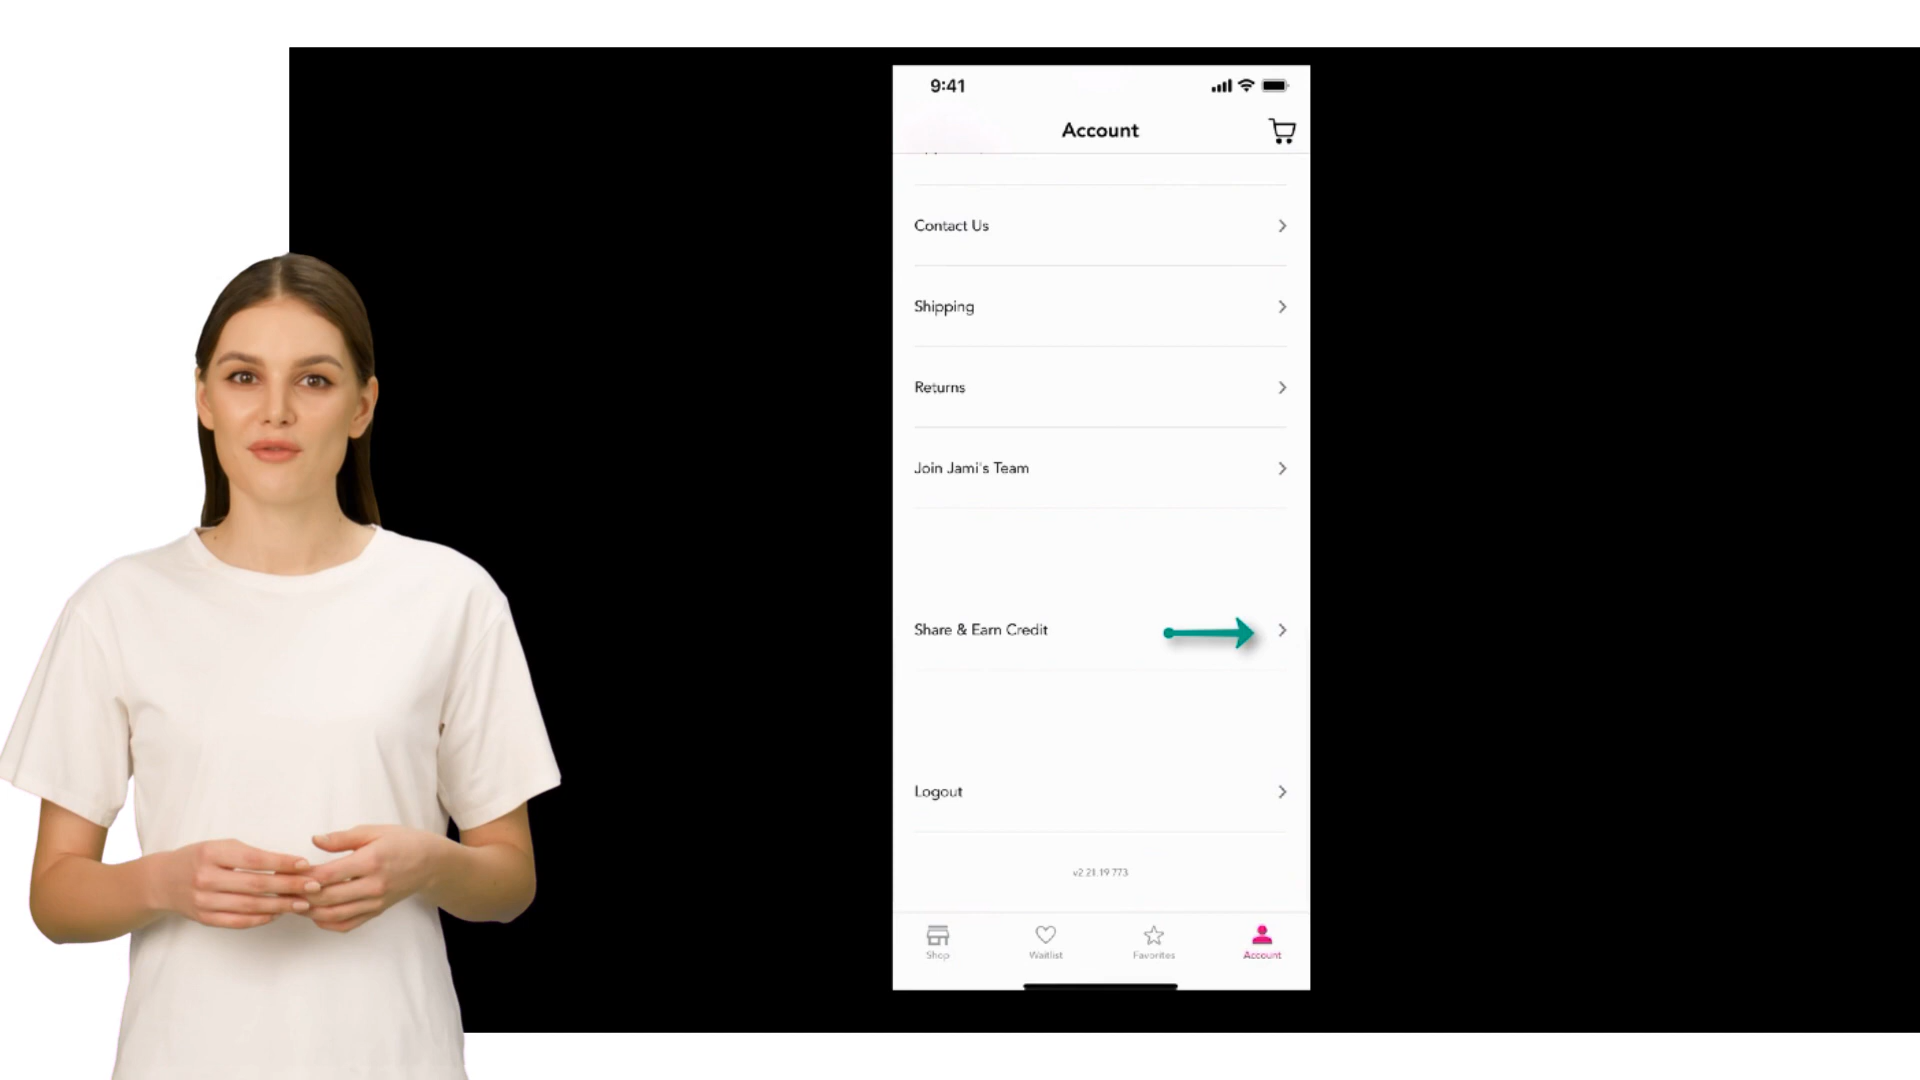 9:41
Account
Contact Us
Shipping
Returns
Join Jami's Team
Share & Earn Credit
Logout
v2.21.19 773
Shop
Waitlist
Favorites
Account